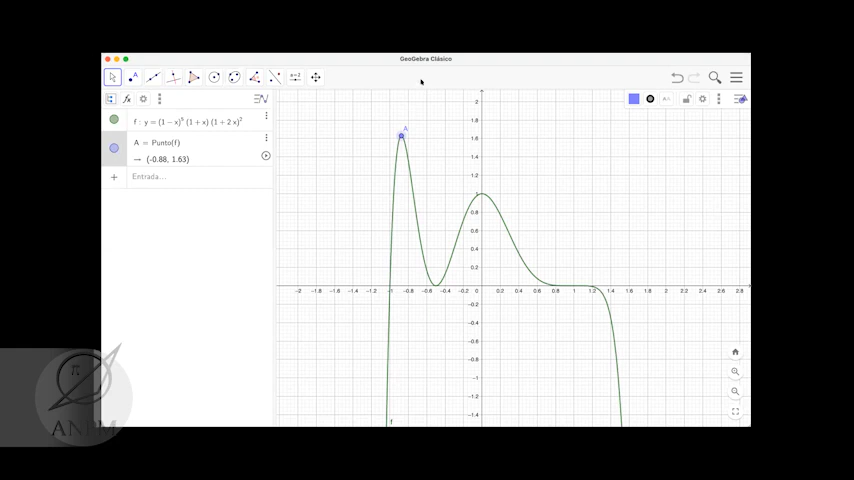 GeoGebra Clásico
f : y = (1 − x)⁵ (1 + x) (1 + 2 x)²
A = Punto(f)
→ (-0.88, 1.63)
+ Entrada...
A
2
1.8
1.6
1.4
1.2
1
0.8
0.6
0.4
0.2
0
−2 −1.8 −1.6 −1.4 −1.2 −1 −0.8 −0.6 −0.4 −0.2 0.2 0.4 0.6 0.8 1 1.2 1.4 1.6 1.8 2 2.2 2.4 2.6 2.8
−0.2
−0.4
−0.6
−0.8
−1
−1.2
−1.4
f
π
ANEM